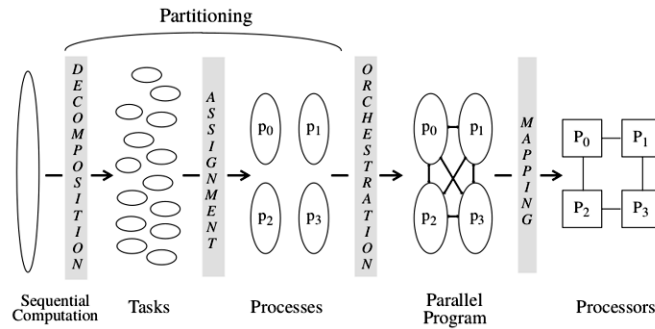 Partitioning
DECOMPOSITION
ASSIGNMENT
ORCHESTRATION
MAPPING
p0
p1
p2
p3
p0
p1
p2
p3
P0
P1
P2
P3
Sequential
Computation
Tasks
Processes
Parallel
Program
Processors